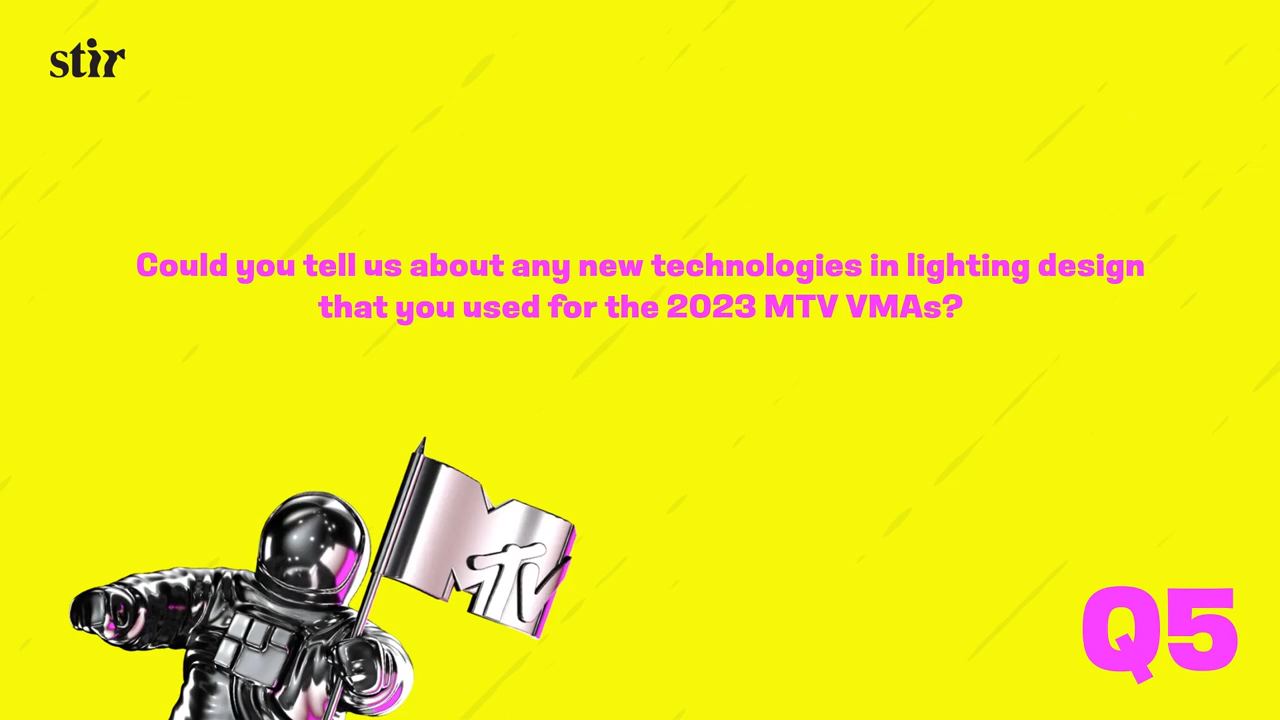 stir
Could you tell us about any new technologies in lighting design
that you used for the 2023 MTV VMAs?
MTV
Q5